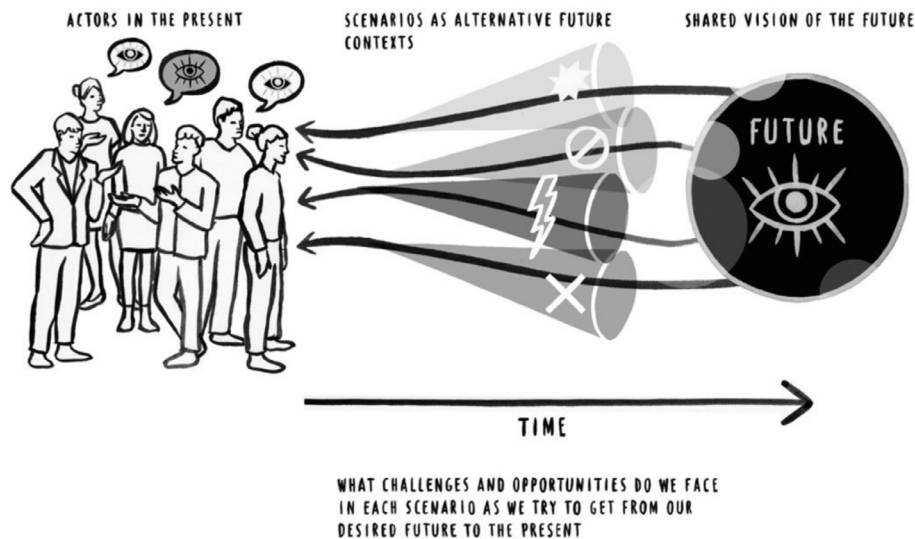 ACTORS IN THE PRESENT
SCENARIOS AS ALTERNATIVE FUTURE
CONTEXTS
SHARED VISION OF THE FUTURE
FUTURE
TIME
WHAT CHALLENGES AND OPPORTUNITIES DO WE FACE
IN EACH SCENARIO AS WE TRY TO GET FROM OUR
DESIRED FUTURE TO THE PRESENT